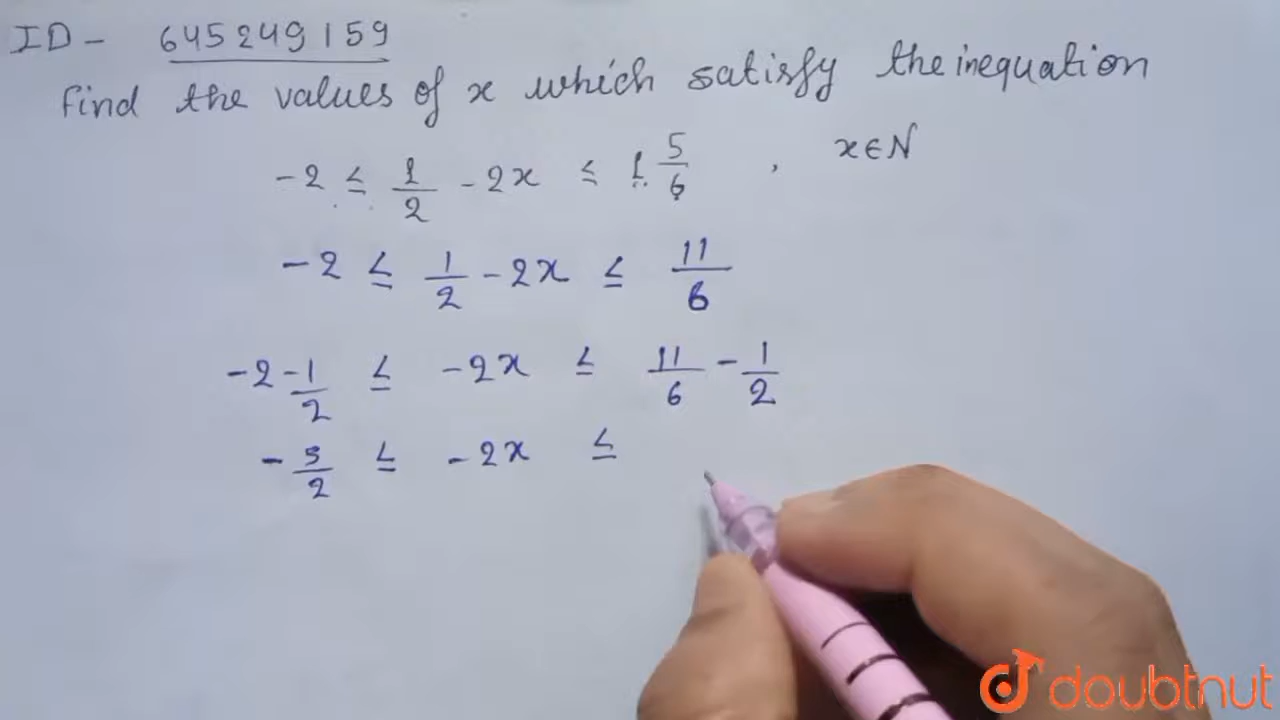 ID - 645249159
find the values of x which satisfy the inequation
-2 ≤ 1/2 - 2x ≤ 1 5/6 , x ∈ N
-2 ≤ 1/2 - 2x ≤ 11/6
-2 - 1/2 ≤ -2x ≤ 11/6 - 1/2
-5/2 ≤ -2x ≤
doubtnut